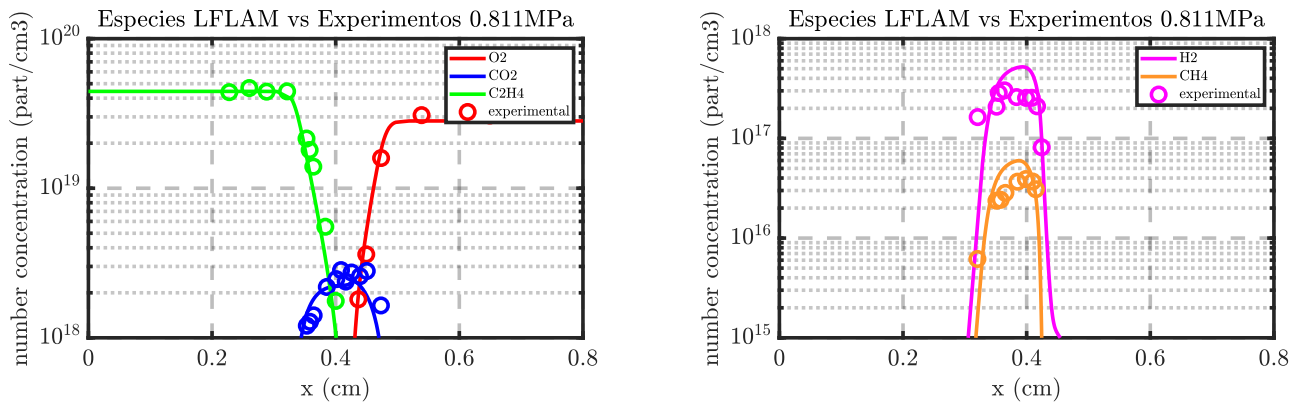 Especies LFLAM vs Experimentos 0.811MPa
number concentration (part/cm3)
10^20
10^19
10^18
O2
CO2
C2H4
experimental
0 0.2 0.4 0.6 0.8
x (cm)
Especies LFLAM vs Experimentos 0.811MPa
number concentration (part/cm3)
10^18
10^17
10^16
10^15
H2
CH4
experimental
0 0.2 0.4 0.6 0.8
x (cm)